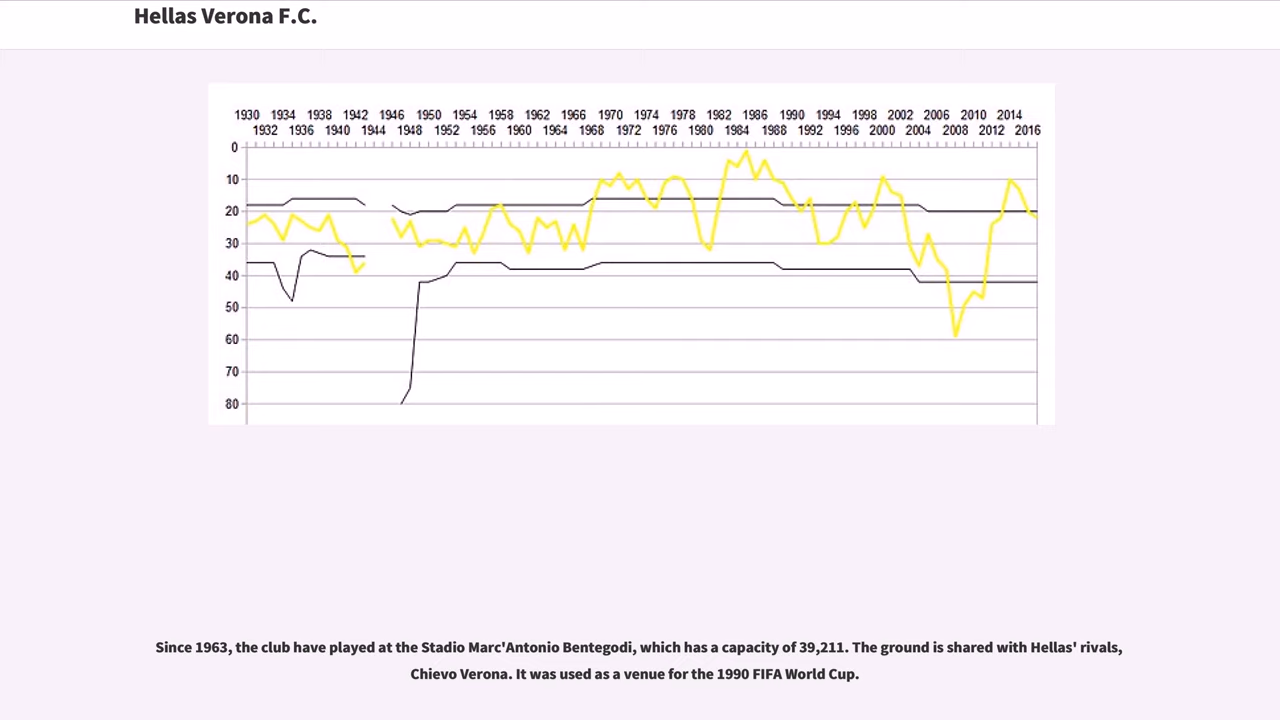 Hellas Verona F.C.
1930 1934 1938 1942 1946 1950 1954 1958 1962 1966 1970 1974 1978 1982 1986 1990 1994 1998 2002 2006 2010 2014
1932 1936 1940 1944 1948 1952 1956 1960 1964 1968 1972 1976 1980 1984 1988 1992 1996 2000 2004 2008 2012 2016
0
10
20
30
40
50
60
70
80
Since 1963, the club have played at the Stadio Marc'Antonio Bentegodi, which has a capacity of 39,211. The ground is shared with Hellas' rivals,
Chievo Verona. It was used as a venue for the 1990 FIFA World Cup.